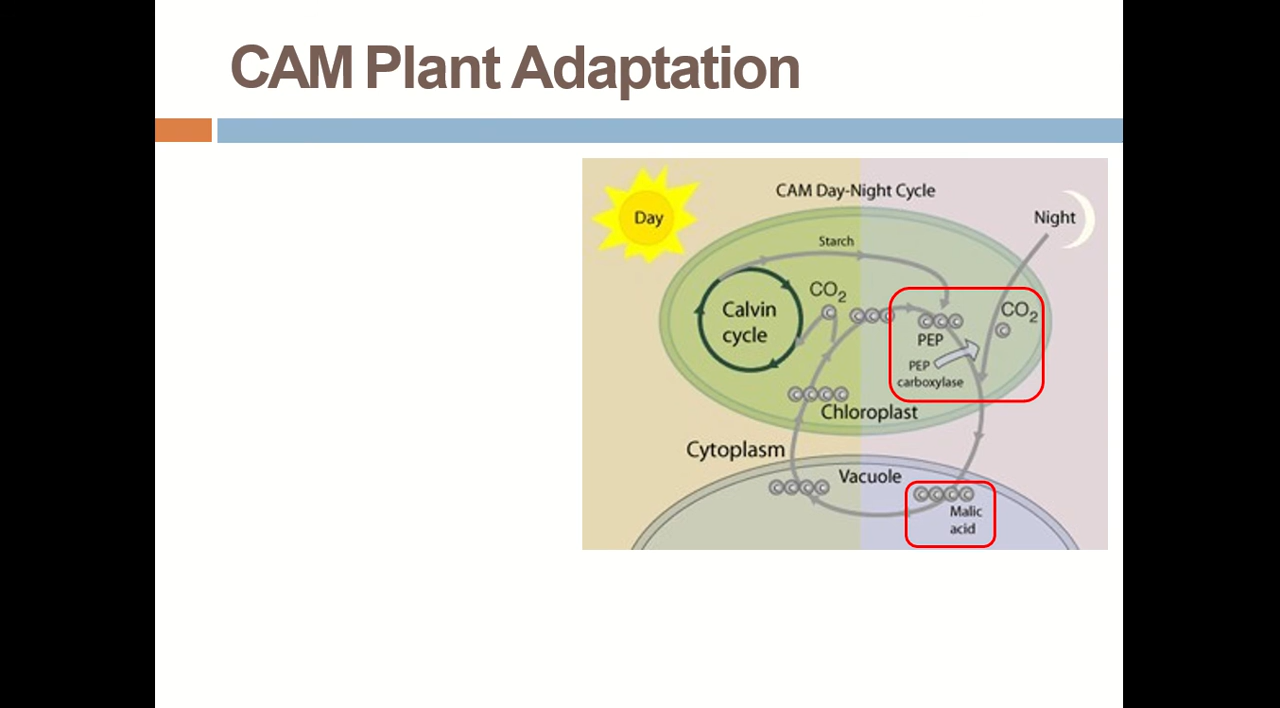 CAM Plant Adaptation
CAM Day-Night Cycle
Day
Night
Starch
CO2
Calvin
cycle
CO2
C
C C C
C C C
C
PEP
PEP
carboxylase
C C C C
Chloroplast
Cytoplasm
Vacuole
C C C C
C C C C
Malic
acid